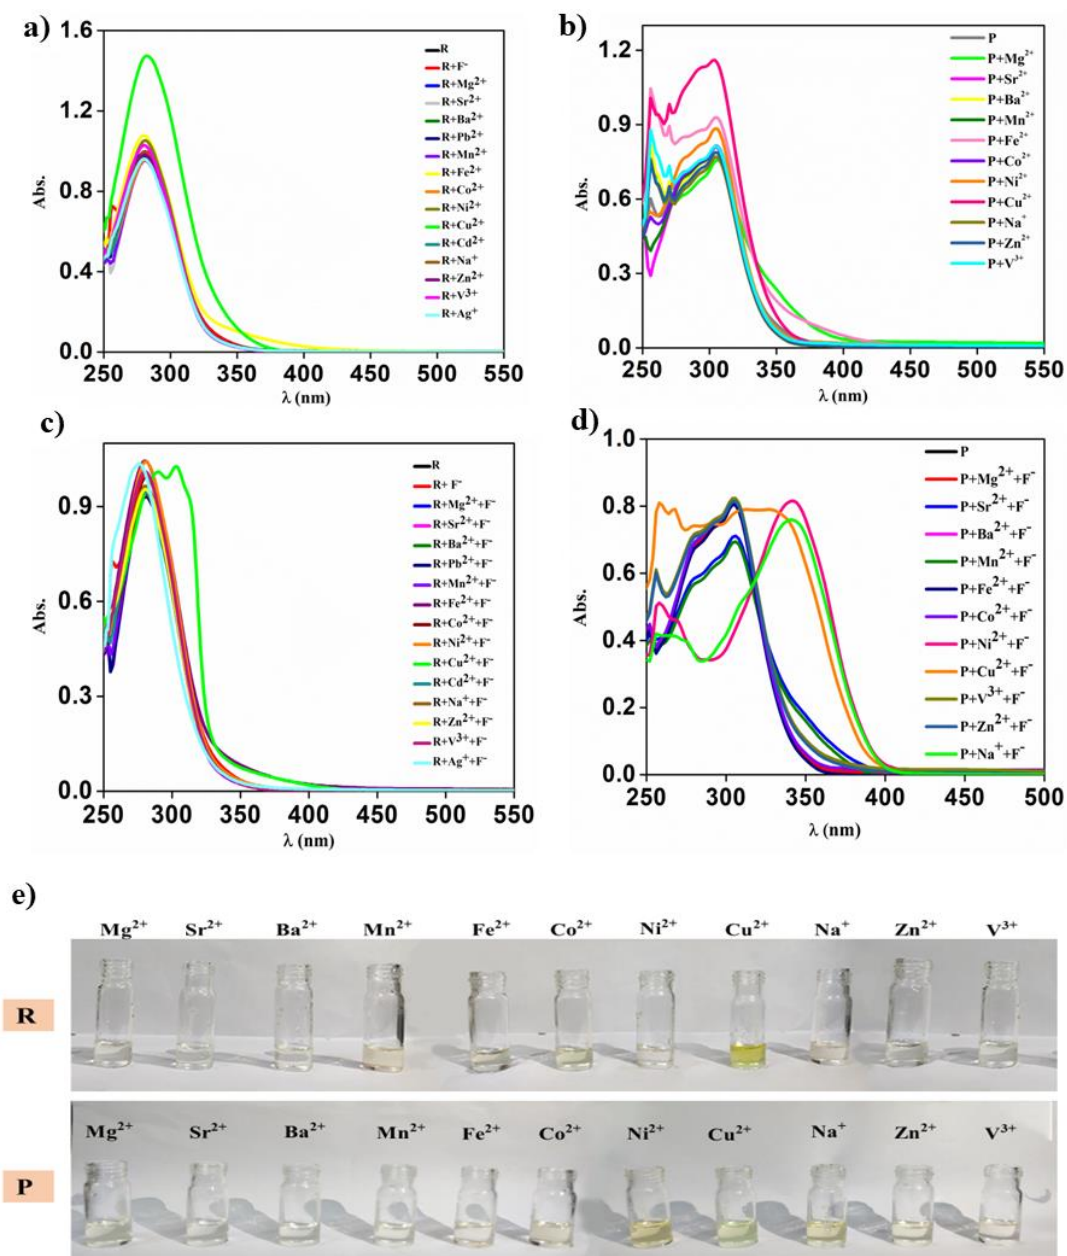 a)
1.6
1.2
0.8
0.4
0.0
Abs.
250 300 350 400 450 500 550
λ (nm)
R
R+F⁻
R+Mg²⁺
R+Sr²⁺
R+Ba²⁺
R+Pb²⁺
R+Mn²⁺
R+Fe²⁺
R+Co²⁺
R+Ni²⁺
R+Cu²⁺
R+Cd²⁺
R+Na⁺
R+Zn²⁺
R+V³⁺
R+Ag⁺
b)
1.2
0.9
0.6
0.3
0.0
Abs.
250 300 350 400 450 500 550
λ (nm)
P
P+Mg²⁺
P+Sr²⁺
P+Ba²⁺
P+Mn²⁺
P+Fe²⁺
P+Co²⁺
P+Ni²⁺
P+Cu²⁺
P+Na⁺
P+Zn²⁺
P+V³⁺
c)
0.9
0.6
0.3
0.0
Abs.
250 300 350 400 450 500 550
λ (nm)
R
R+ F⁻
R+Mg²⁺+F⁻
R+Sr²⁺+F⁻
R+Ba²⁺+F⁻
R+Pb²⁺+F⁻
R+Mn²⁺+F⁻
R+Fe²⁺+F⁻
R+Co²⁺+F⁻
R+Ni²⁺+F⁻
R+Cu²⁺+F⁻
R+Cd²⁺+F⁻
R+Na⁺+F⁻
R+Zn²⁺+F⁻
R+V³⁺+F⁻
R+Ag⁺+F⁻
d)
1.0
0.8
0.6
0.4
0.2
0.0
Abs.
250 300 350 400 450 500
λ (nm)
P
P+Mg²⁺+F⁻
P+Sr²⁺+F⁻
P+Ba²⁺+F⁻
P+Mn²⁺+F⁻
P+Fe²⁺+F⁻
P+Co²⁺+F⁻
P+Ni²⁺+F⁻
P+Cu²⁺+F⁻
P+V³⁺+F⁻
P+Zn²⁺+F⁻
P+Na⁺+F⁻
e)
Mg²⁺ Sr²⁺ Ba²⁺ Mn²⁺ Fe²⁺ Co²⁺ Ni²⁺ Cu²⁺ Na⁺ Zn²⁺ V³⁺
R
Mg²⁺ Sr²⁺ Ba²⁺ Mn²⁺ Fe²⁺ Co²⁺ Ni²⁺ Cu²⁺ Na⁺ Zn²⁺ V³⁺
P